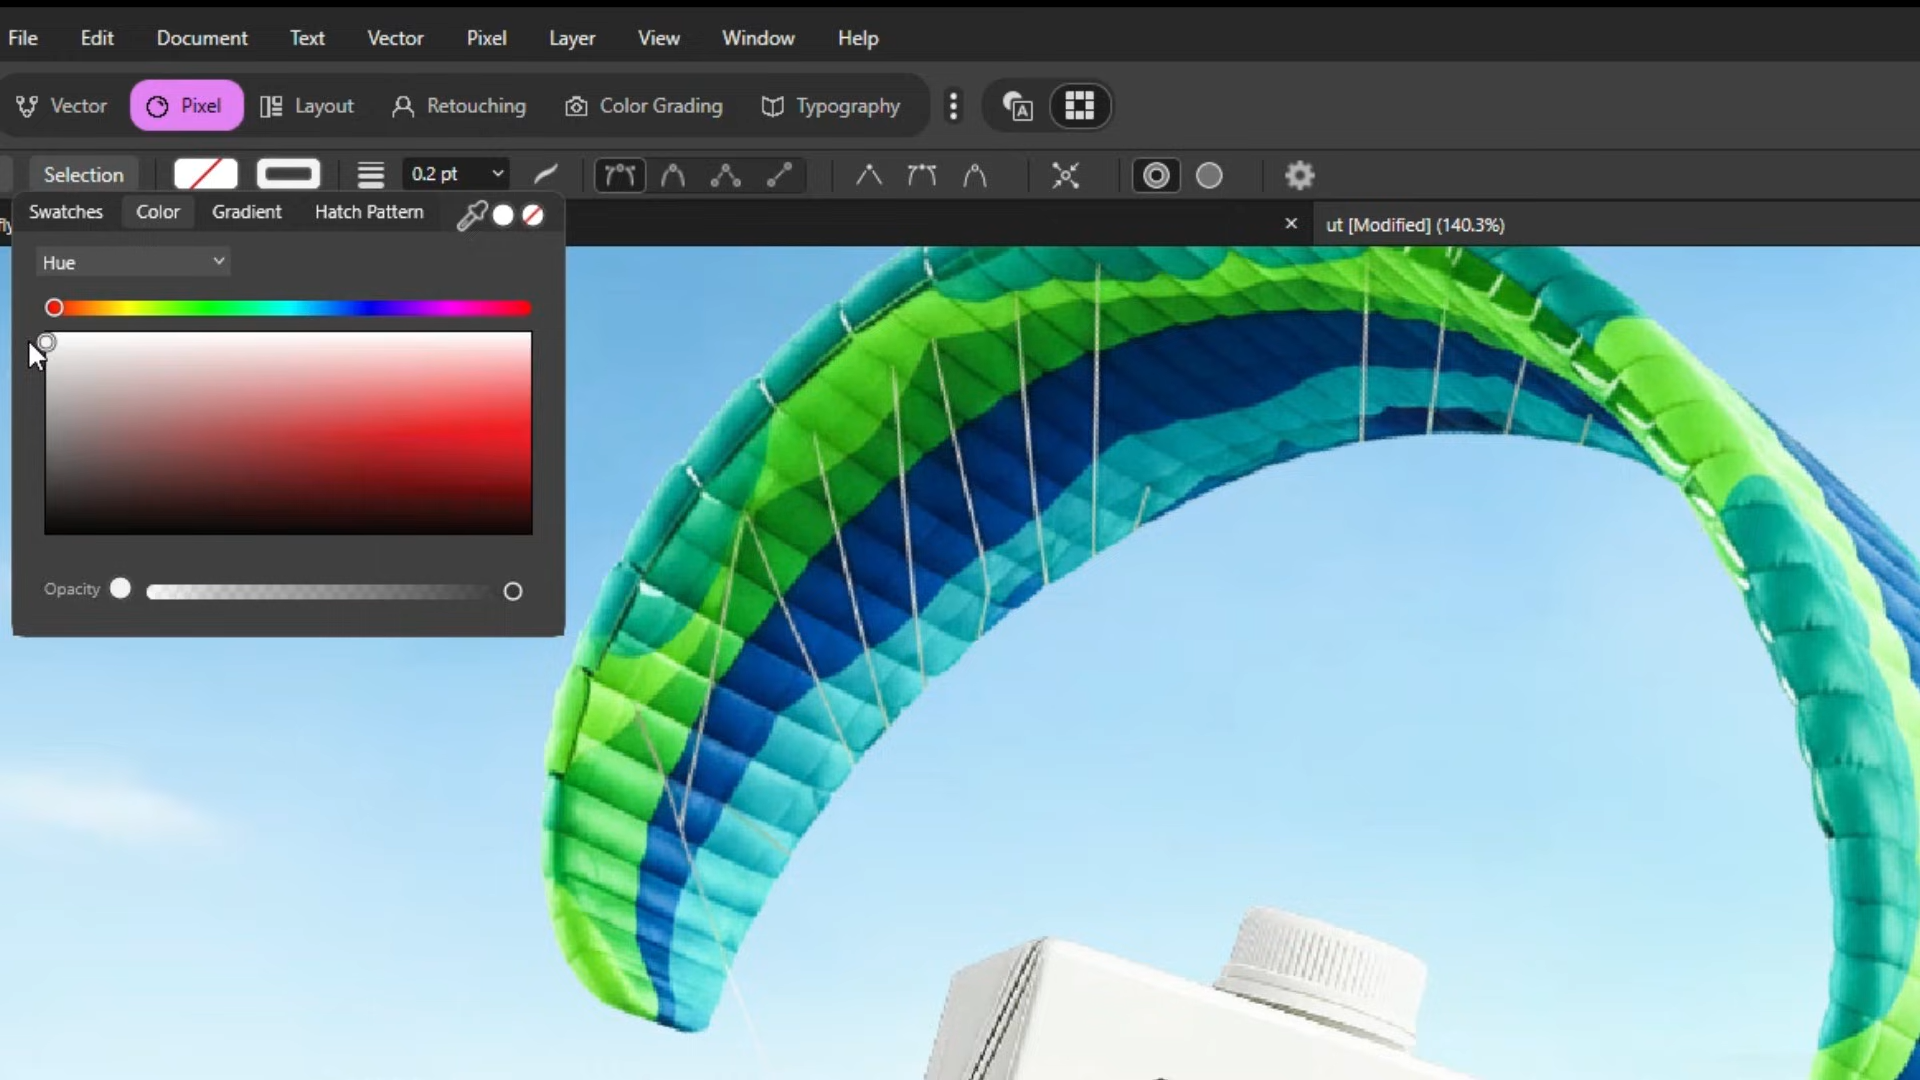 File Edit Document Text Vector Pixel Layer View Window Help
Vector Pixel Layout Retouching Color Grading Typography
Selection 0.2 pt
Swatches Color Gradient Hatch Pattern
ut [Modified] (140.3%)
Hue
Opacity